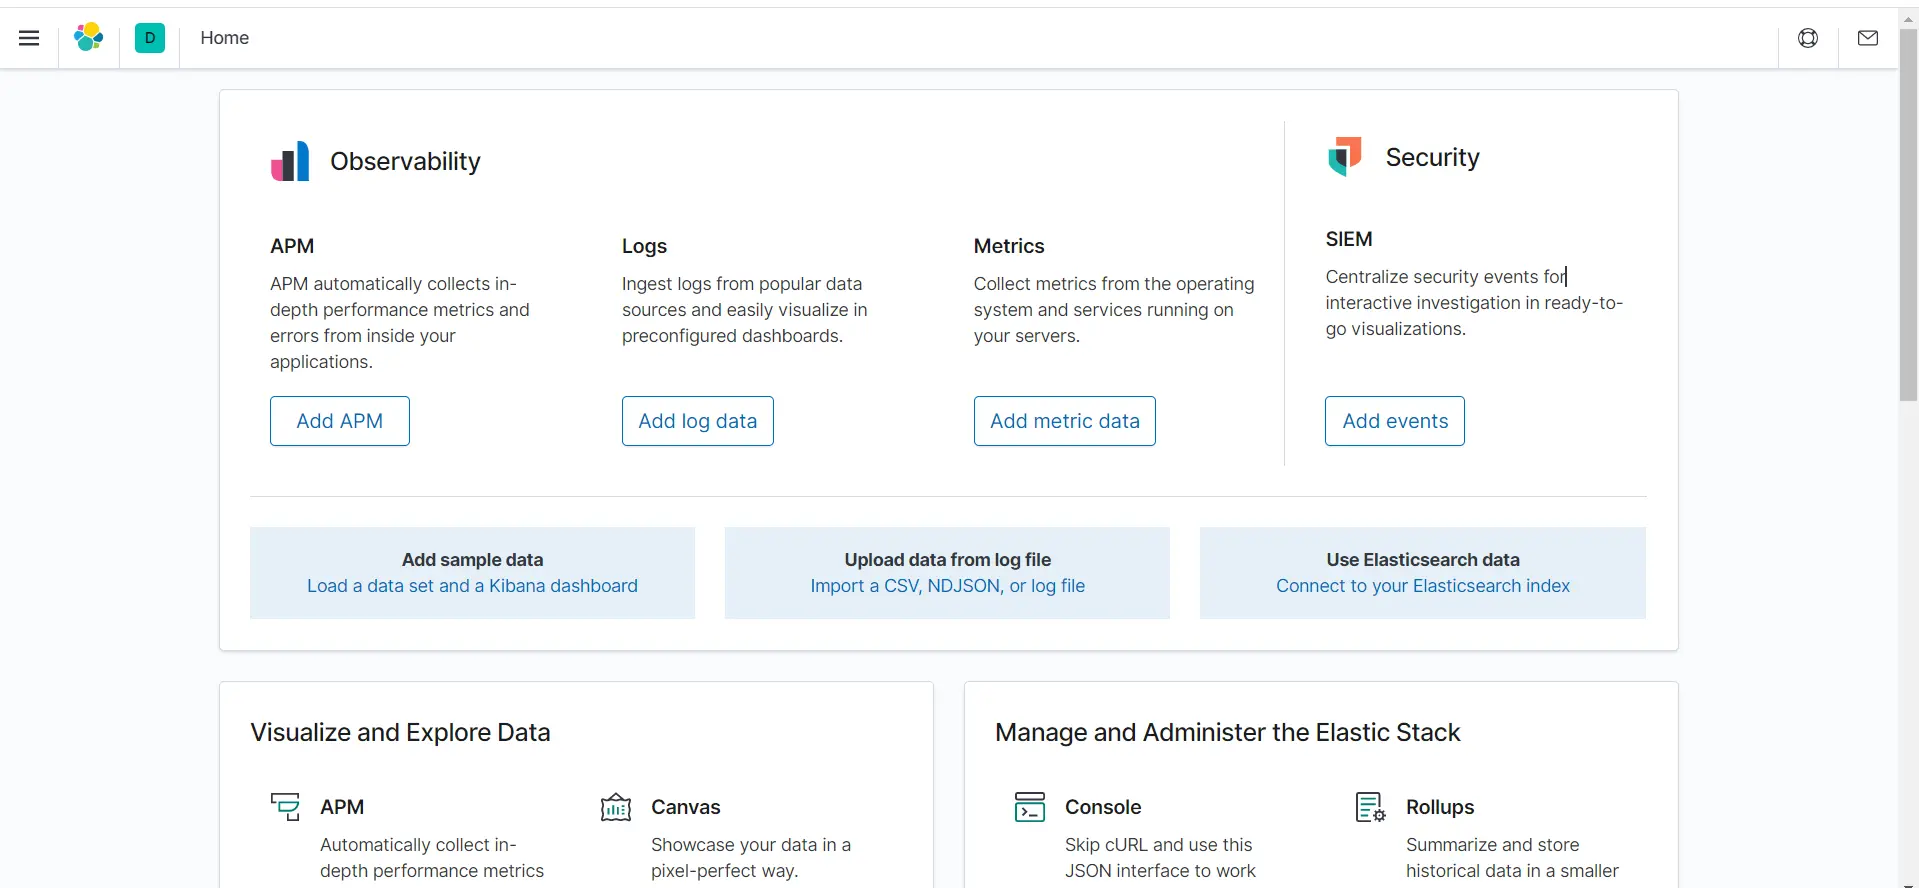 D
Home
Observability
Security
APM
APM automatically collects in-
depth performance metrics and
errors from inside your
applications.
Add APM
Logs
Ingest logs from popular data
sources and easily visualize in
preconfigured dashboards.
Add log data
Metrics
Collect metrics from the operating
system and services running on
your servers.
Add metric data
SIEM
Centralize security events for
interactive investigation in ready-to-
go visualizations.
Add events
Add sample data
Load a data set and a Kibana dashboard
Upload data from log file
Import a CSV, NDJSON, or log file
Use Elasticsearch data
Connect to your Elasticsearch index
Visualize and Explore Data
APM
Automatically collect in-
depth performance metrics
Canvas
Showcase your data in a
pixel-perfect way.
Manage and Administer the Elastic Stack
Console
Skip cURL and use this
JSON interface to work
Rollups
Summarize and store
historical data in a smaller